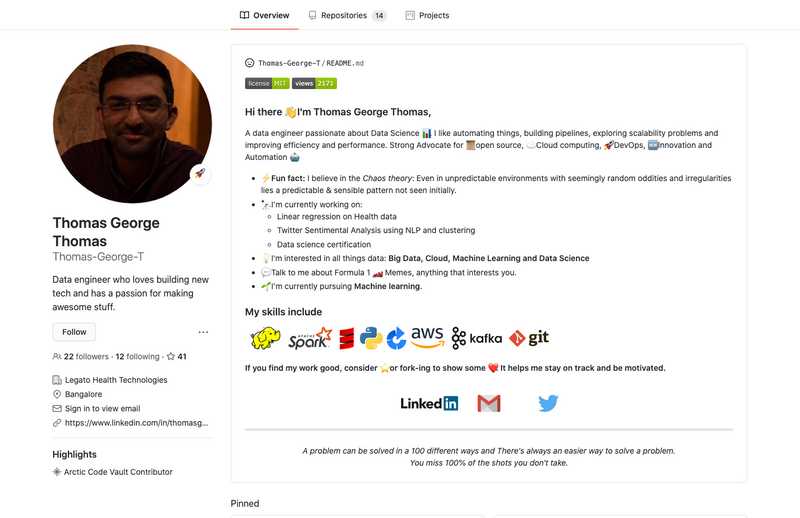 Overview
Repositories 14
Projects
Thomas George
Thomas
Thomas-George-T
Data engineer who loves building new
tech and has a passion for making
awesome stuff.
Follow
22 followers · 12 following · 41
Legato Health Technologies
Bangalore
Sign in to view email
https://www.linkedin.com/in/thomasg...
Highlights
Arctic Code Vault Contributor
Thomas-George-T/README.md
license MIT views 2171
Hi there 👋I'm Thomas George Thomas,
A data engineer passionate about Data Science 📊 I like automating things, building pipelines, exploring scalability problems and
improving efficiency and performance. Strong Advocate for 📜open source, ☁️Cloud computing, 🚀DevOps, 🆕Innovation and
Automation 🤖
⚡Fun fact: I believe in the Chaos theory: Even in unpredictable environments with seemingly random oddities and irregularities
lies a predictable & sensible pattern not seen initially.
🔭I'm currently working on:
Linear regression on Health data
Twitter Sentimental Analysis using NLP and clustering
Data science certification
💡I'm interested in all things data: Big Data, Cloud, Machine Learning and Data Science
💬Talk to me about Formula 1 🏎️ Memes, anything that interests you.
🌱I'm currently pursuing Machine learning.
My skills include
APACHE Spark aws kafka git
If you find my work good, consider ⭐or fork-ing to show some ❤️ It helps me stay on track and be motivated.
Linkedin
A problem can be solved in a 100 different ways and There's always an easier way to solve a problem.
You miss 100% of the shots you don't take.
Pinned